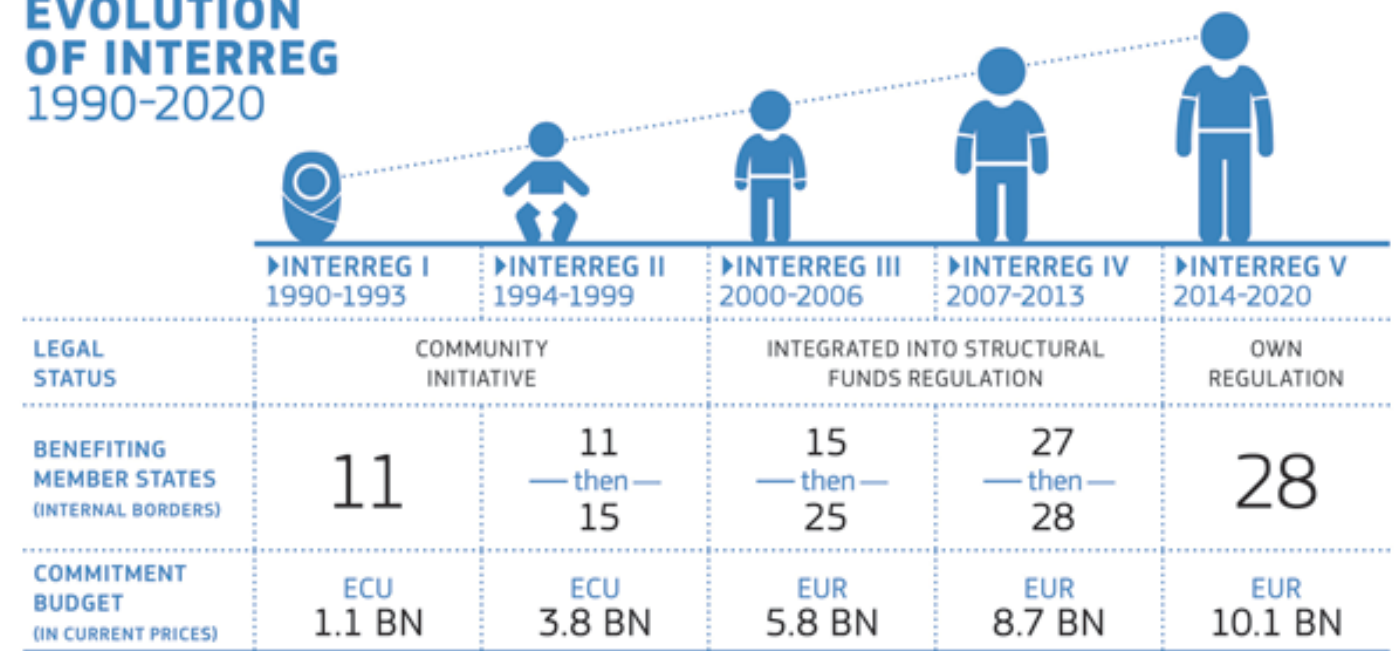 EVOLUTION
OF INTERREG
1990-2020
▶INTERREG I
1990-1993
▶INTERREG II
1994-1999
▶INTERREG III
2000-2006
▶INTERREG IV
2007-2013
▶INTERREG V
2014-2020
LEGAL
STATUS
COMMUNITY
INITIATIVE
INTEGRATED INTO STRUCTURAL
FUNDS REGULATION
OWN
REGULATION
BENEFITING
MEMBER STATES
(INTERNAL BORDERS)
11
11
then
15
15
then
25
27
then
28
28
COMMITMENT
BUDGET
(IN CURRENT PRICES)
ECU
1.1 BN
ECU
3.8 BN
EUR
5.8 BN
EUR
8.7 BN
EUR
10.1 BN